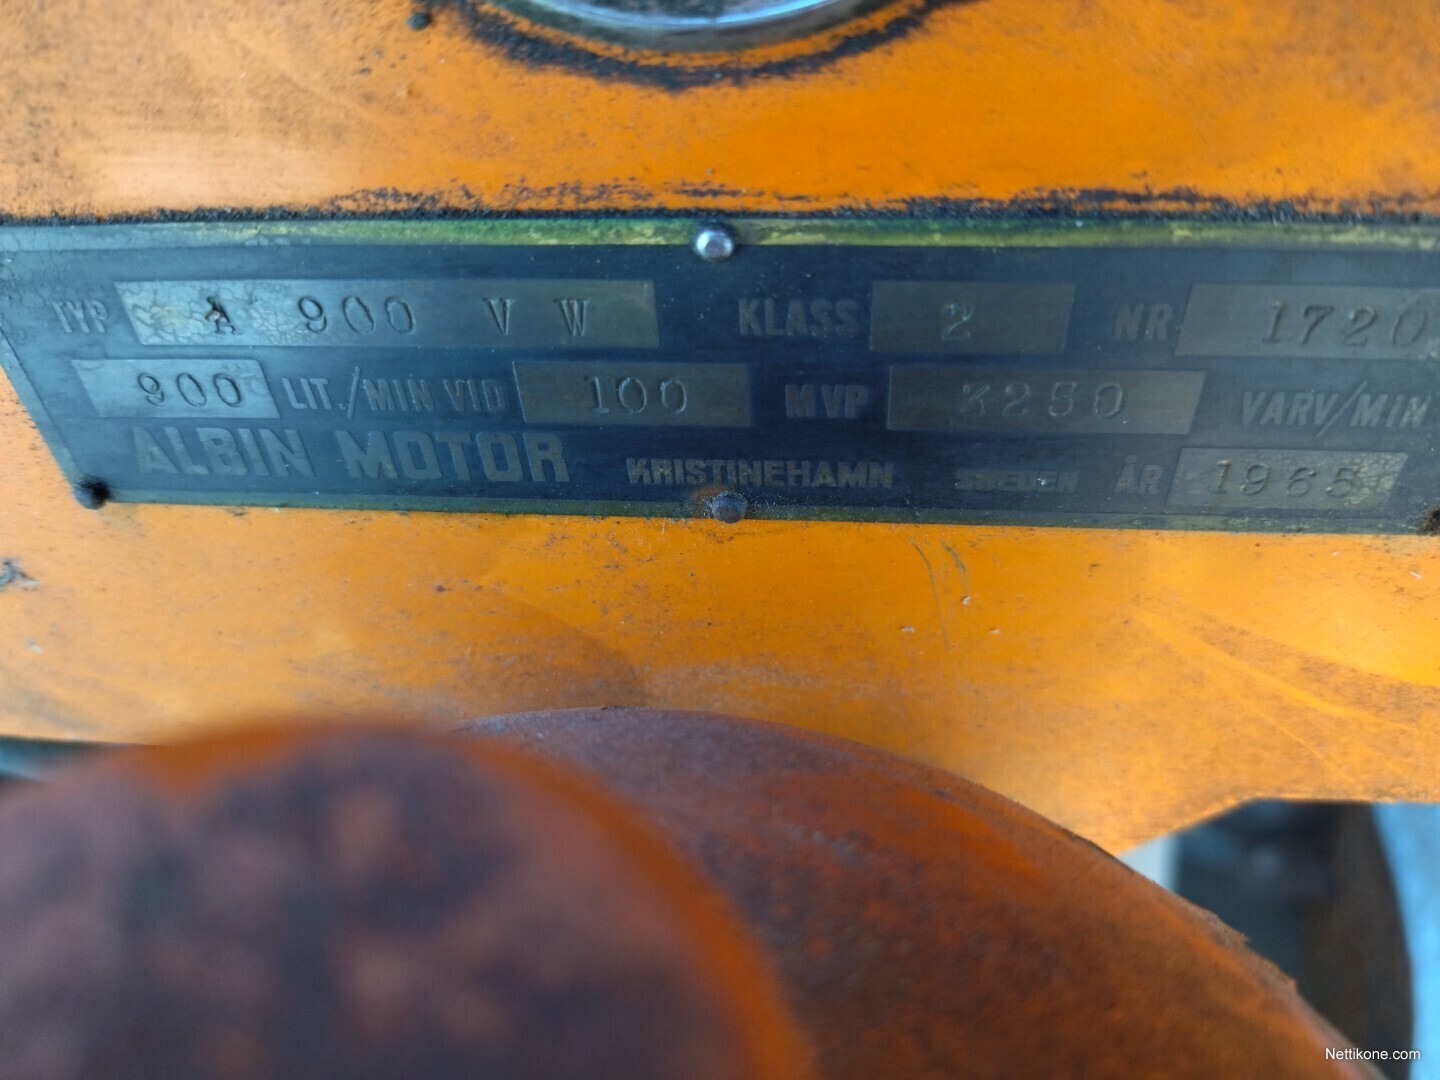 TYP A 900 V W KLASS 2 NR 1720
900 LIT./MIN VID 100 MVP 3250 VARV/MIN
ALBIN MOTOR KRISTINEHAMN SWEDEN ÅR 1965
Nettikone.com